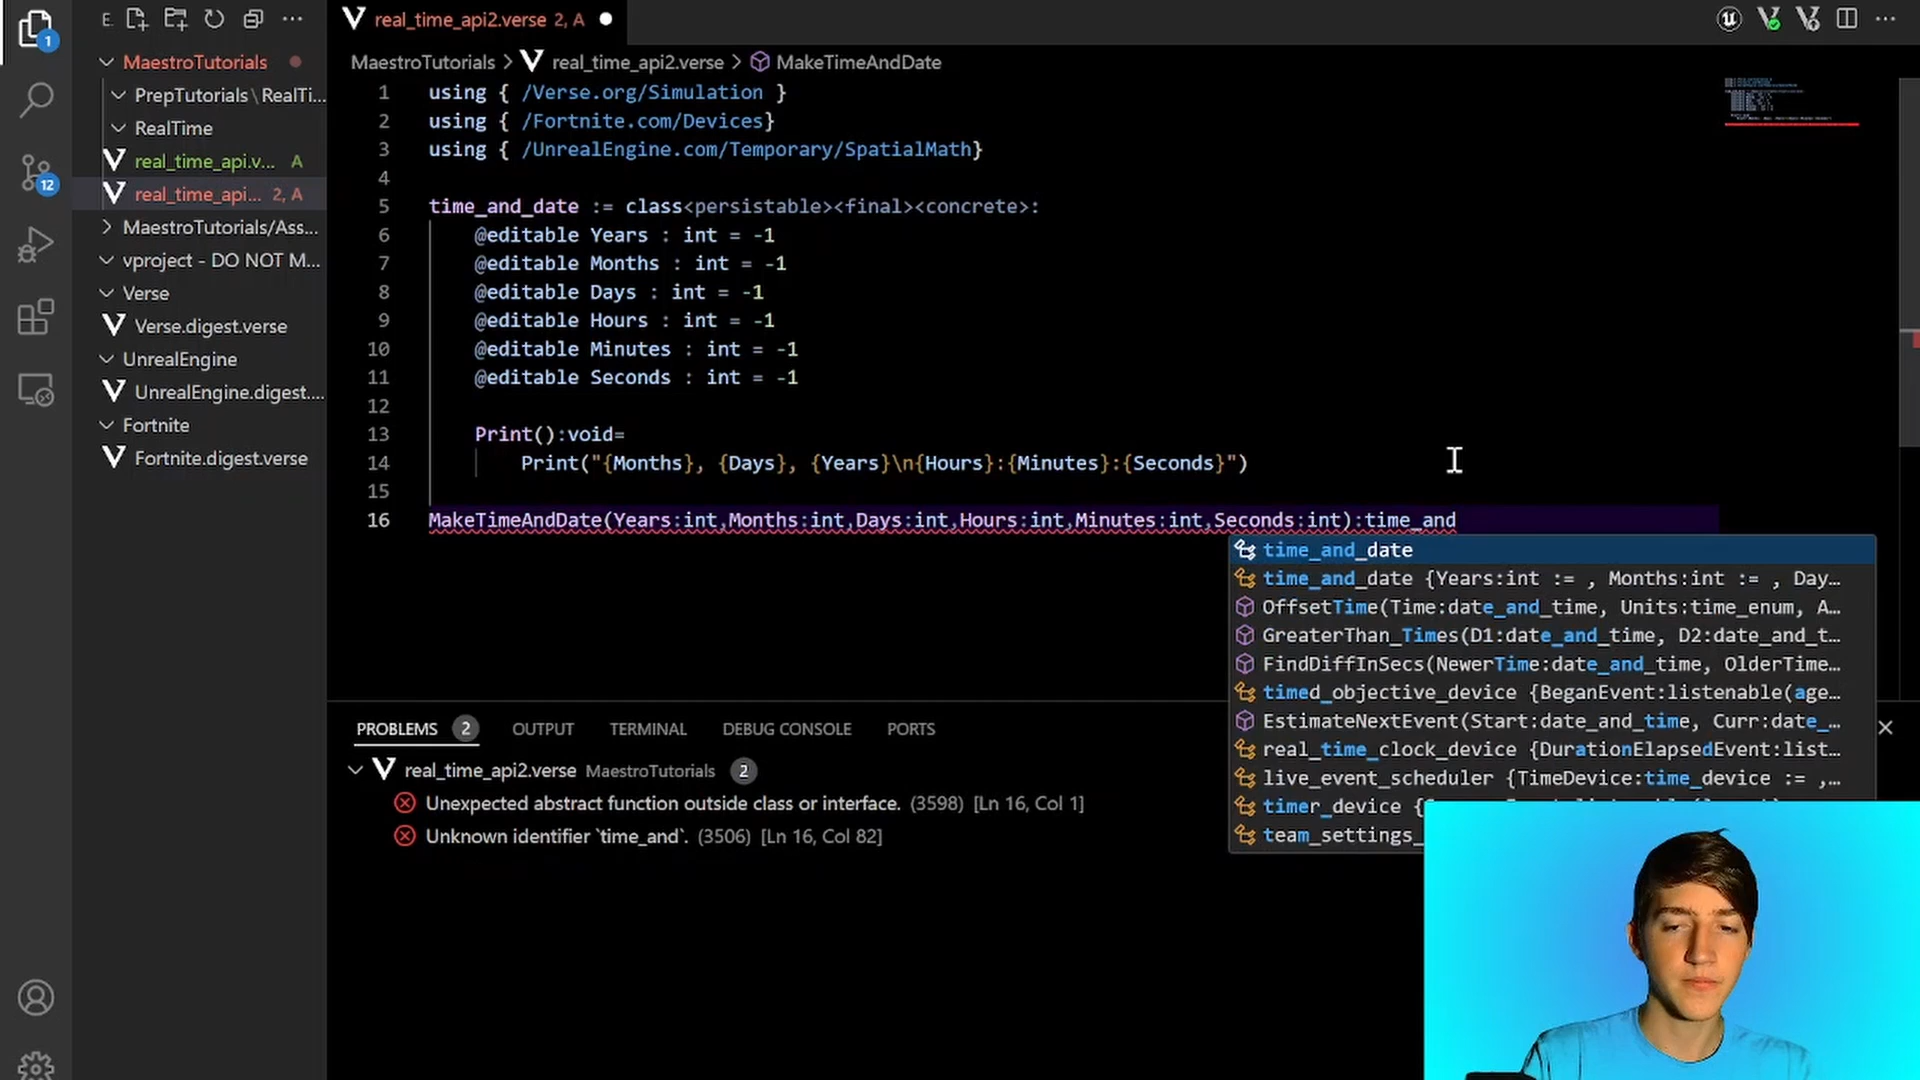 1
12
E.
MaestroTutorials
PrepTutorials\RealTi...
RealTime
real_time_api.v... A
real_time_api... 2, A
MaestroTutorials/Ass...
vproject - DO NOT M...
Verse
Verse.digest.verse
UnrealEngine
UnrealEngine.digest....
Fortnite
Fortnite.digest.verse
real_time_api2.verse 2, A
MaestroTutorials > real_time_api2.verse > MakeTimeAndDate
1 using { /Verse.org/Simulation }
2 using { /Fortnite.com/Devices}
3 using { /UnrealEngine.com/Temporary/SpatialMath}
4
5 time_and_date := class<persistable><final><concrete>:
6 @editable Years : int = -1
7 @editable Months : int = -1
8 @editable Days : int = -1
9 @editable Hours : int = -1
10 @editable Minutes : int = -1
11 @editable Seconds : int = -1
12
13 Print():void=
14 Print("{Months}, {Days}, {Years}\n{Hours}:{Minutes}:{Seconds}")
15
16 MakeTimeAndDate(Years:int,Months:int,Days:int,Hours:int,Minutes:int,Seconds:int):time_and
time_and_date
time_and_date {Years:int := , Months:int := , Day...
OffsetTime(Time:date_and_time, Units:time_enum, A...
GreaterThan_Times(D1:date_and_time, D2:date_and_t...
FindDiffInSecs(NewerTime:date_and_time, OlderTime...
timed_objective_device {BeganEvent:listenable(age...
EstimateNextEvent(Start:date_and_time, Curr:date_...
real_time_clock_device {DurationElapsedEvent:list...
live_event_scheduler {TimeDevice:time_device := ,...
timer_device
team_settings_
PROBLEMS 2 OUTPUT TERMINAL DEBUG CONSOLE PORTS
real_time_api2.verse MaestroTutorials 2
Unexpected abstract function outside class or interface. (3598) [Ln 16, Col 1]
Unknown identifier `time_and`. (3506) [Ln 16, Col 82]